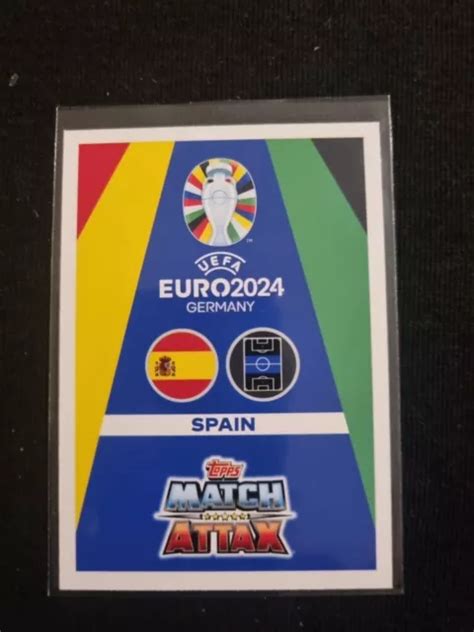 UEFA
EURO2024
GERMANY
SPAIN
Topps
MATCH
ATTAX